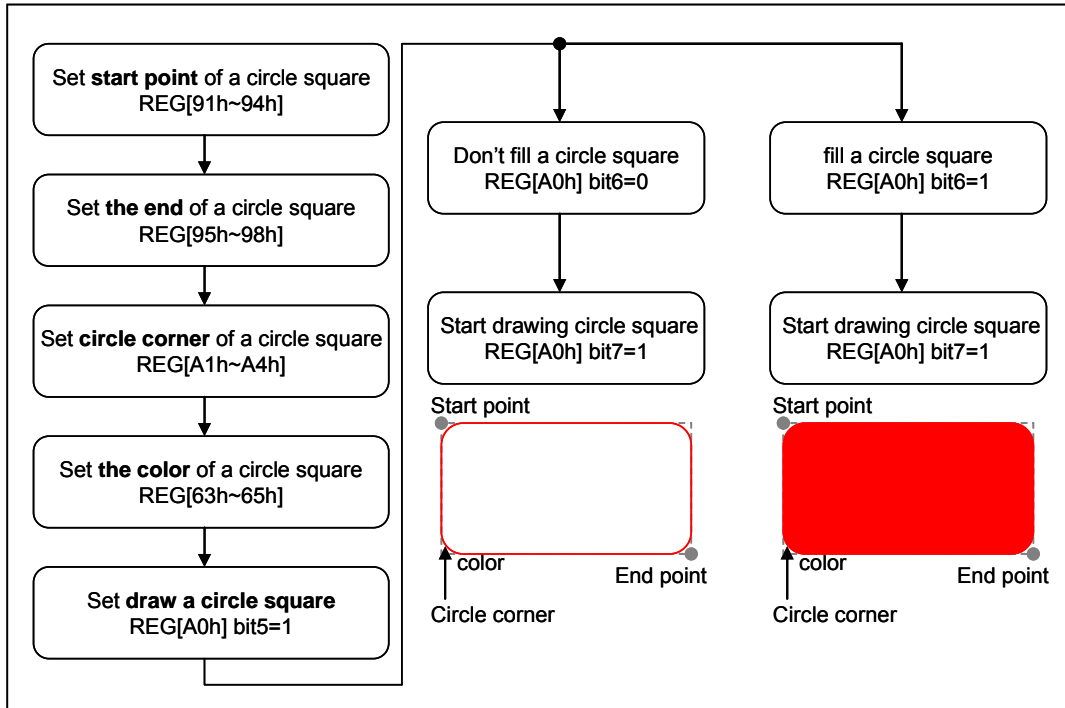 Set start point of a circle square
REG[91h~94h]
Set the end of a circle square
REG[95h~98h]
Set circle corner of a circle square
REG[A1h~A4h]
Set the color of a circle square
REG[63h~65h]
Set draw a circle square
REG[A0h] bit5=1
Don't fill a circle square
REG[A0h] bit6=0
Start drawing circle square
REG[A0h] bit7=1
Start point
color
End point
Circle corner
fill a circle square
REG[A0h] bit6=1
Start drawing circle square
REG[A0h] bit7=1
Start point
color
End point
Circle corner